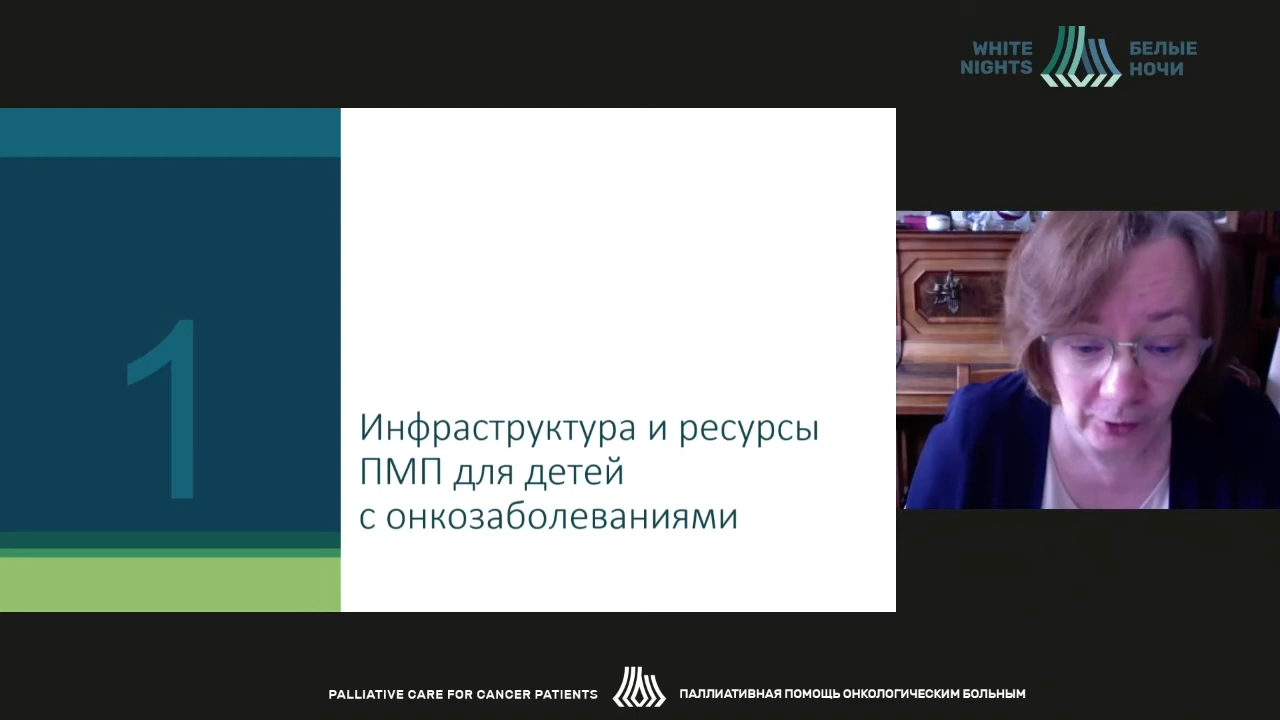 WHITE
NIGHTS
БЕЛЫЕ
НОЧИ
1
Инфраструктура и ресурсы
ПМП для детей
с онкозаболеваниями
PALLIATIVE CARE FOR CANCER PATIENTS
ПАЛЛИАТИВНАЯ ПОМОЩЬ ОНКОЛОГИЧЕСКИМ БОЛЬНЫМ